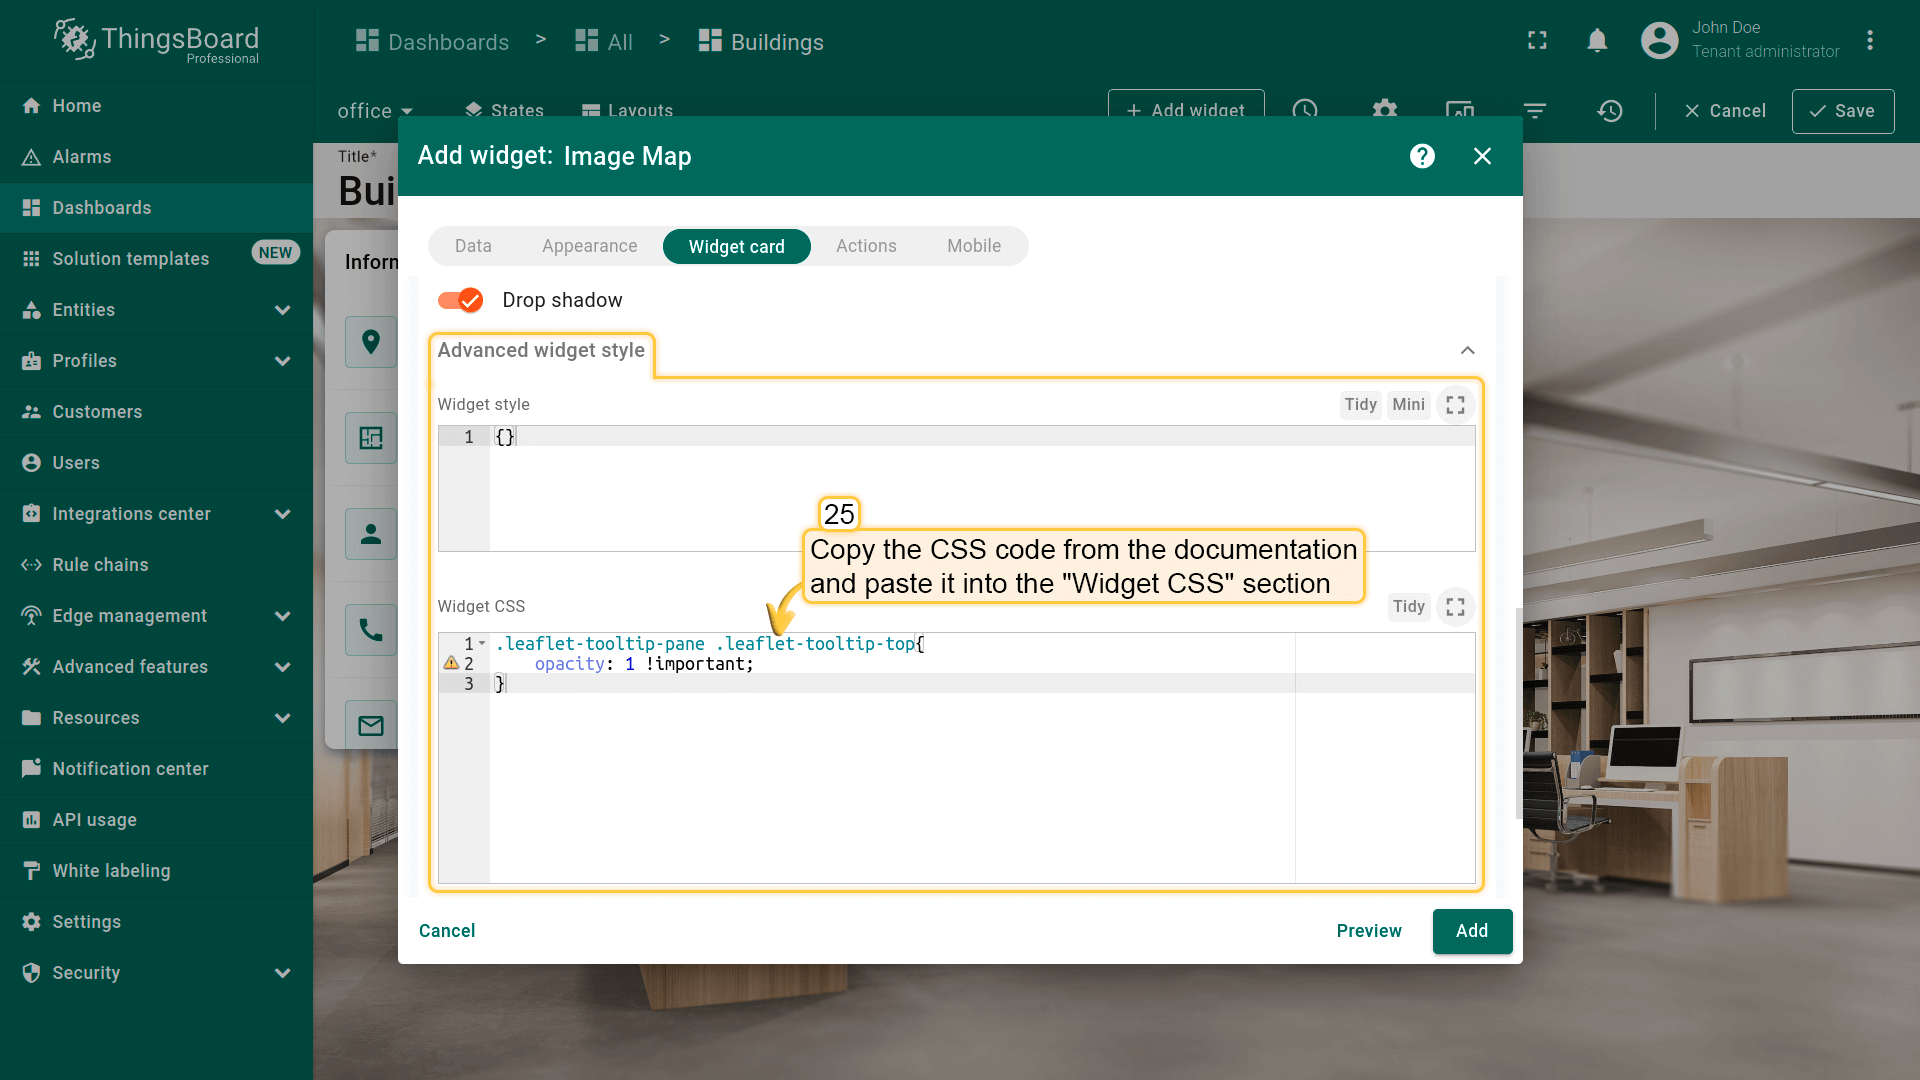 ThingsBoard
Professional
Dashboards > All > Buildings
John Doe
Tenant administrator
Home
Alarms
Dashboards
Solution templates NEW
Entities
Profiles
Customers
Users
Integrations center
Rule chains
Edge management
Advanced features
Resources
Notification center
API usage
White labeling
Settings
Security
office States Layouts + Add widget Cancel Save
Title*
Bui
Inforn
Add widget: Image Map
Data Appearance Widget card Actions Mobile
Drop shadow
Advanced widget style
Widget style Tidy Mini
1 {}
25
Copy the CSS code from the documentation
and paste it into the "Widget CSS" section
Widget CSS Tidy
1 .leaflet-tooltip-pane .leaflet-tooltip-top{
2 opacity: 1 !important;
3 }
Cancel Preview Add